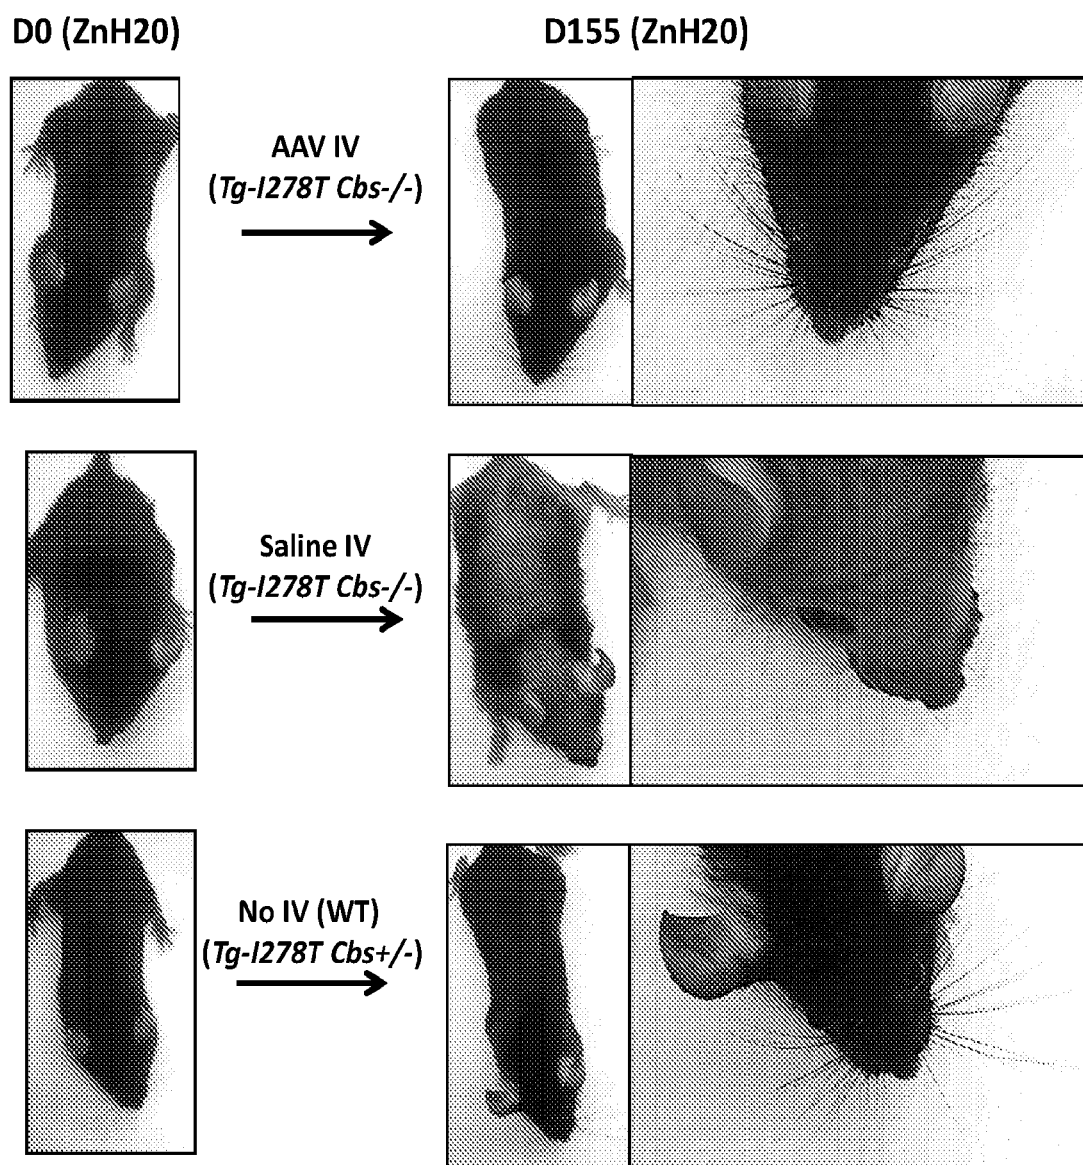 D0 (ZnH20)
D155 (ZnH20)
AAV IV
(Tg-I278T Cbs-/-)
Saline IV
(Tg-I278T Cbs-/-)
No IV (WT)
(Tg-I278T Cbs+/-)